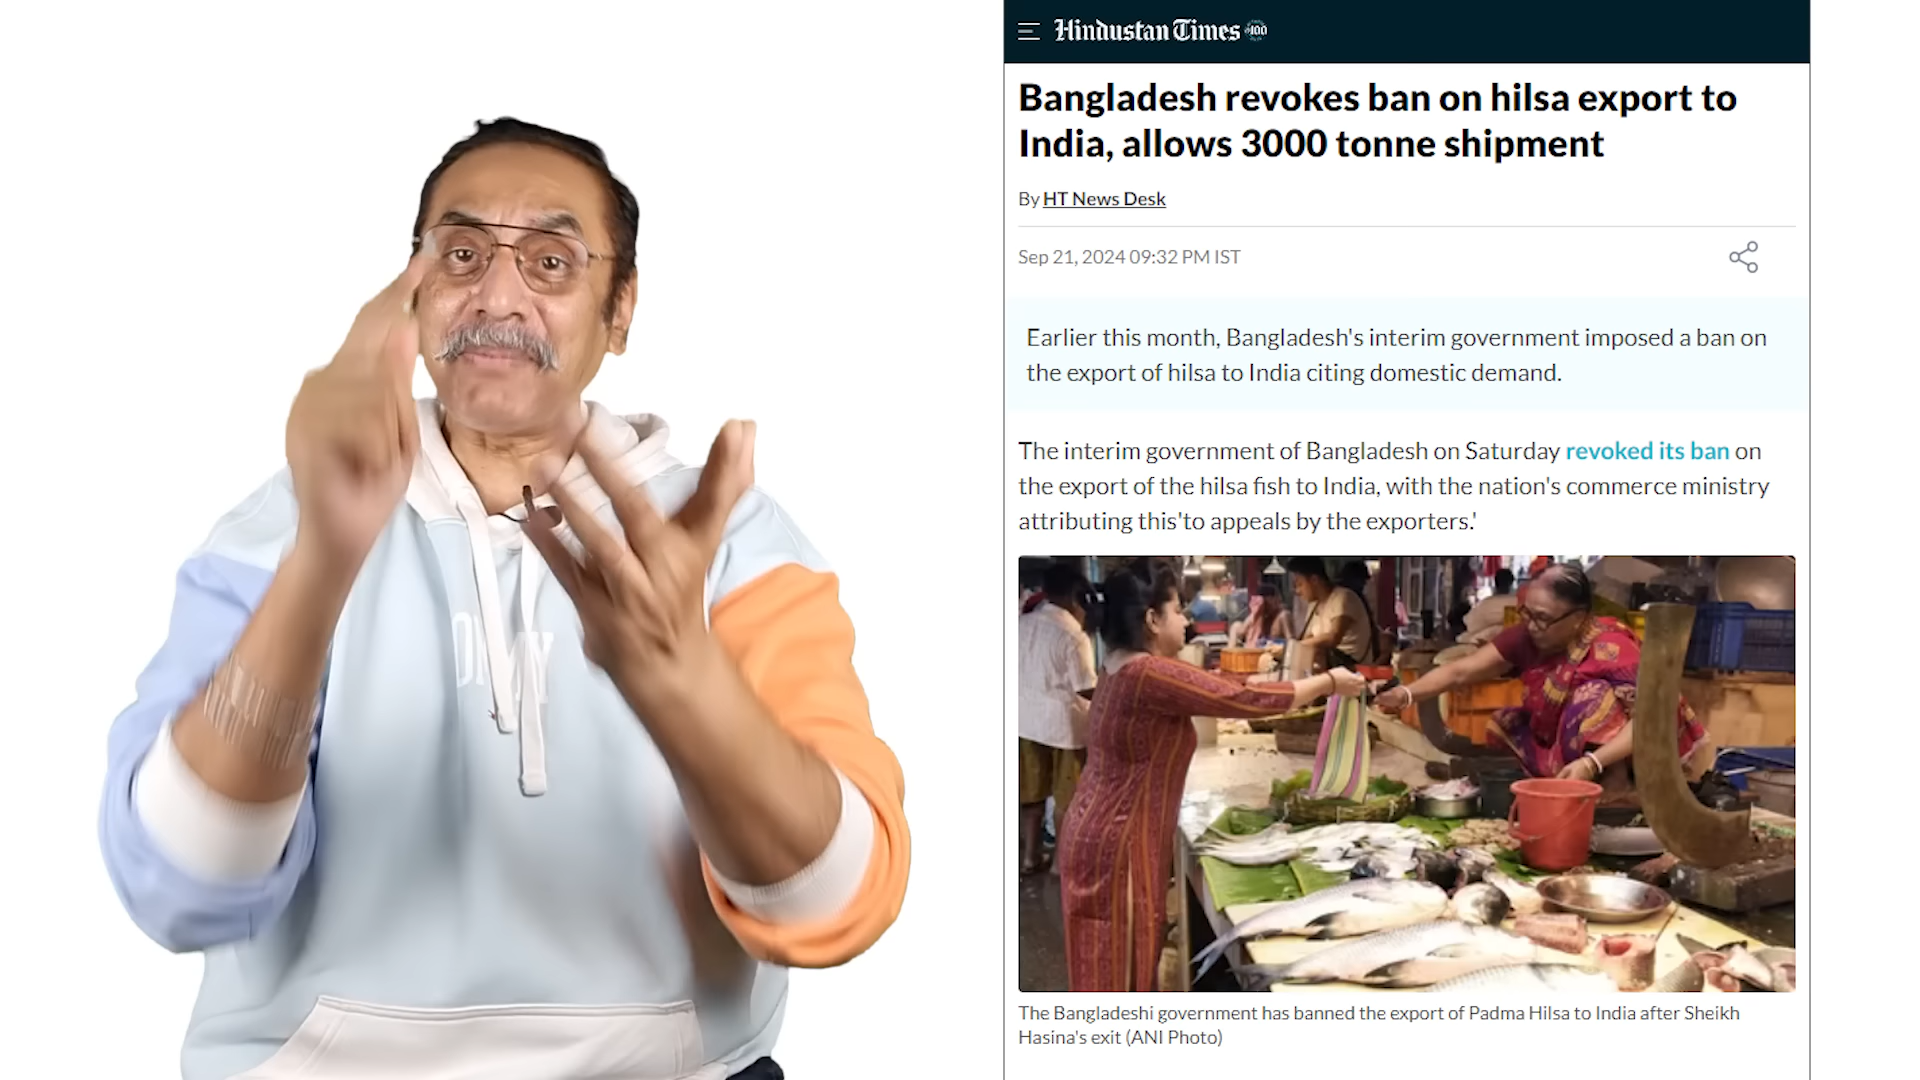 Hindustan Times 100
Bangladesh revokes ban on hilsa export to
India, allows 3000 tonne shipment
By HT News Desk
Sep 21, 2024 09:32 PM IST
Earlier this month, Bangladesh's interim government imposed a ban on
the export of hilsa to India citing domestic demand.
The interim government of Bangladesh on Saturday revoked its ban on
the export of the hilsa fish to India, with the nation's commerce ministry
attributing this'to appeals by the exporters.'
The Bangladeshi government has banned the export of Padma Hilsa to India after Sheikh
Hasina's exit (ANI Photo)